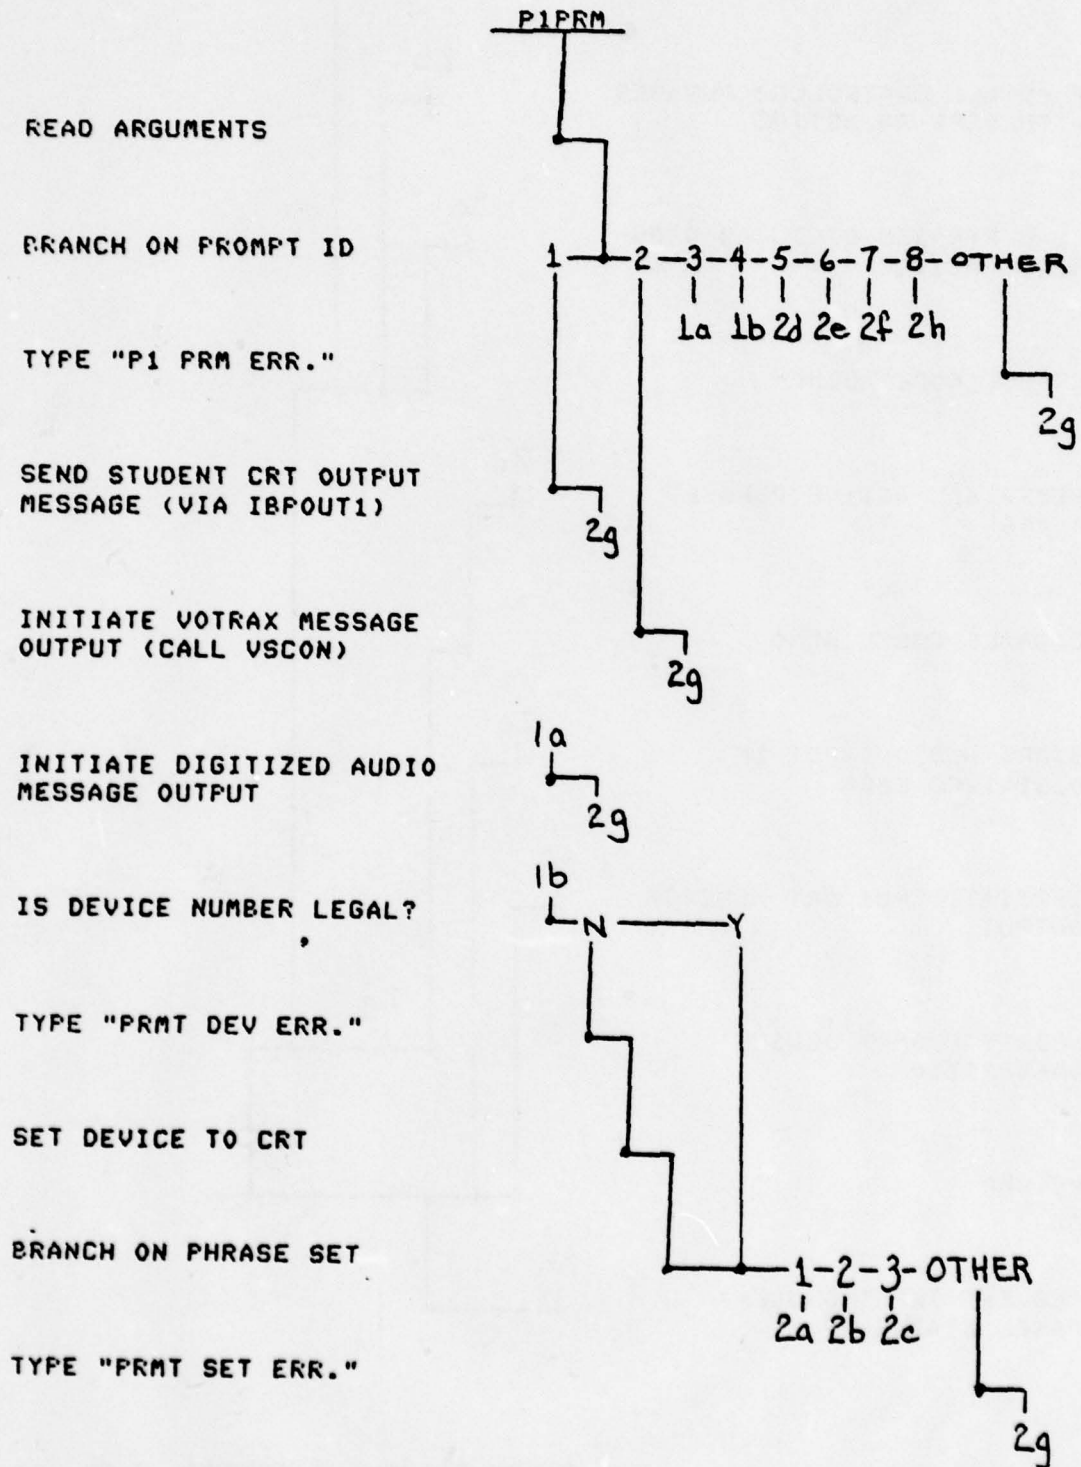 P1PRM
READ ARGUMENTS
BRANCH ON PROMPT ID
1 2 3 4 5 6 7 8 OTHER
1a 1b 2d 2e 2f 2h
TYPE "P1 PRM ERR."
2g
SEND STUDENT CRT OUTPUT
MESSAGE (VIA IBPOUT1)
2g
INITIATE VOTRAX MESSAGE
OUTPUT (CALL VSCON)
2g
1a
INITIATE DIGITIZED AUDIO
MESSAGE OUTPUT
2g
1b
IS DEVICE NUMBER LEGAL?
N Y
TYPE "PRMT DEV ERR."
SET DEVICE TO CRT
BRANCH ON PHRASE SET
1 2 3 OTHER
2a 2b 2c
TYPE "PRMT SET ERR."
2g